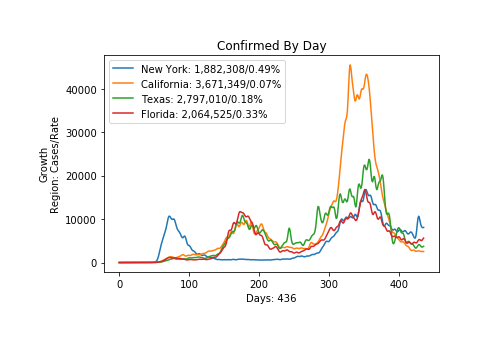 Confirmed By Day
New York: 1,882,308/0.49%
California: 3,671,349/0.07%
Texas: 2,797,010/0.18%
Florida: 2,064,525/0.33%
Growth
Region: Cases/Rate
40000
30000
20000
10000
0
0
100
200
300
400
Days: 436